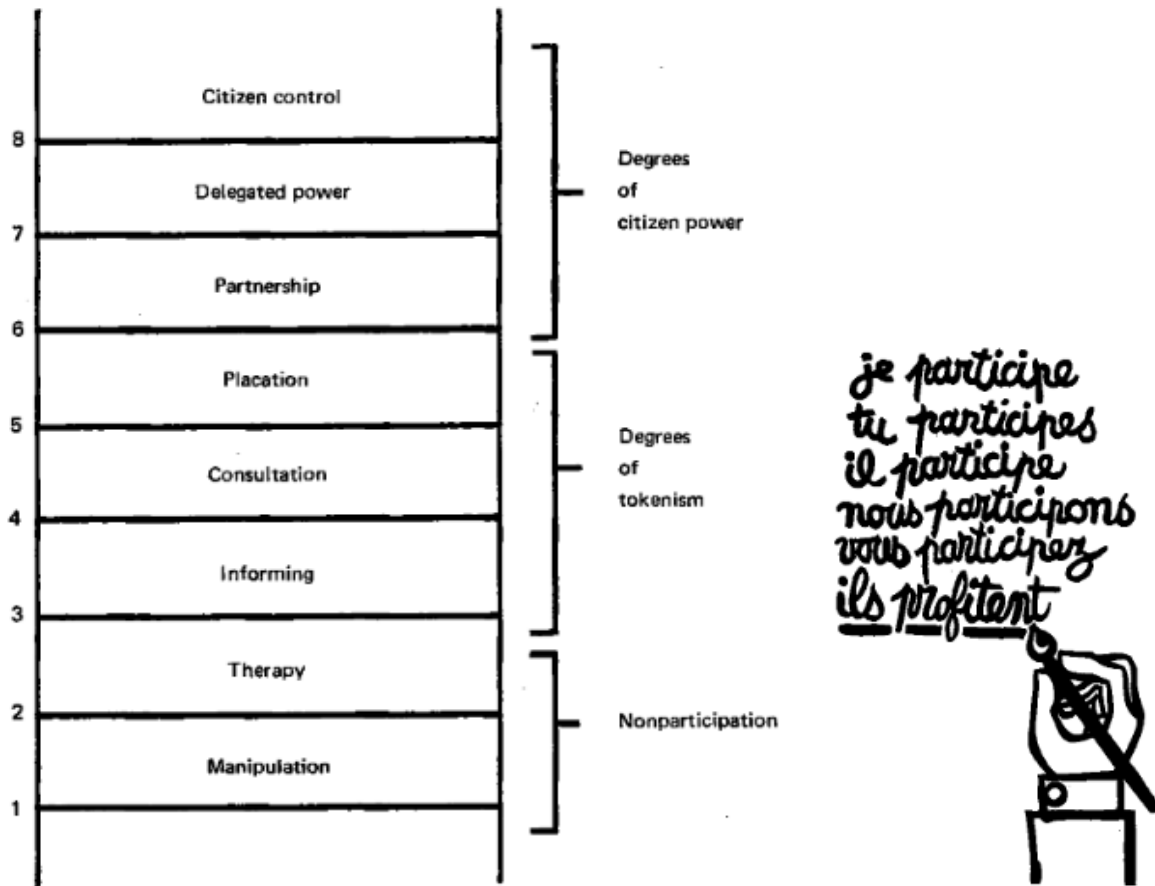 Citizen control
8
Delegated power
7
Partnership
6
Placation
5
Consultation
4
Informing
3
Therapy
2
Manipulation
1
Degrees
of
citizen power
Degrees
of
tokenism
Nonparticipation
je participe
tu participes
il participe
nous participons
vous participez
ils profitent